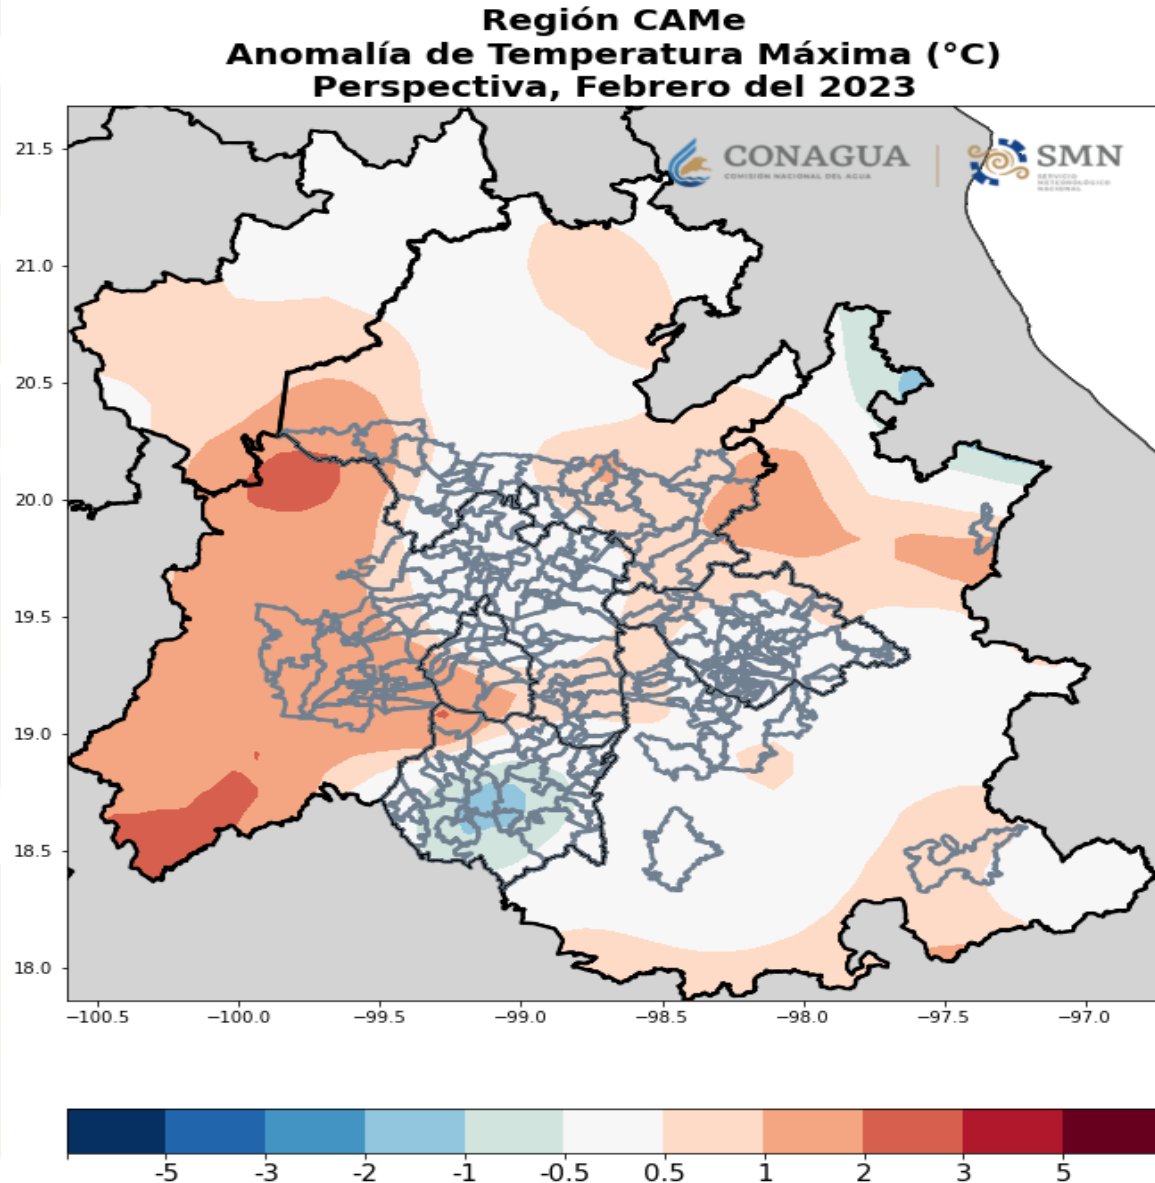 Región CAMe
Anomalía de Temperatura Máxima (°C)
Perspectiva, Febrero del 2023
CONAGUA
COMISIÓN NACIONAL DEL AGUA
SMN
SERVICIO
METEOROLÓGICO
NACIONAL
21.5
21.0
20.5
20.0
19.5
19.0
18.5
18.0
−100.5 −100.0 −99.5 −99.0 −98.5 −98.0 −97.5 −97.0
-5 -3 -2 -1 -0.5 0.5 1 2 3 5